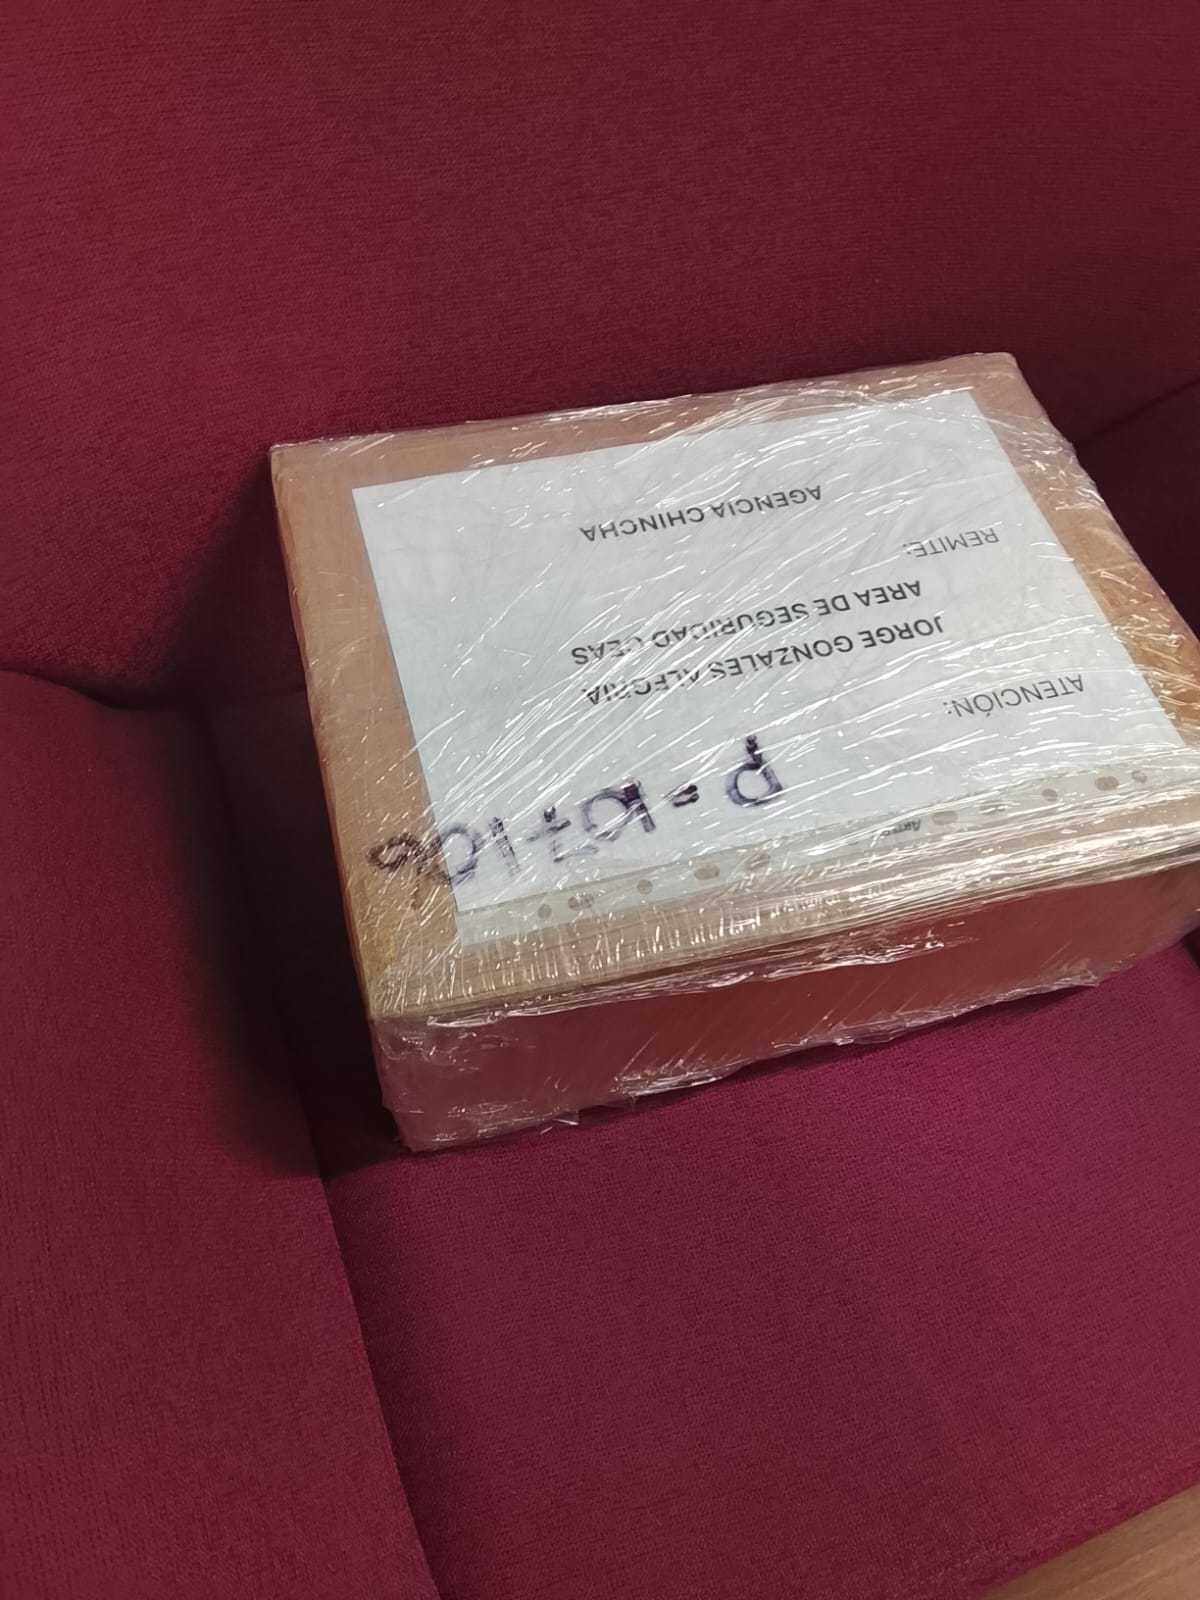 ATENCIÓN:
JORGE GONZALES ALEGRIA
AREA DE SEGURIDAD CEAS
REMITE:
AGENCIA CHINCHA